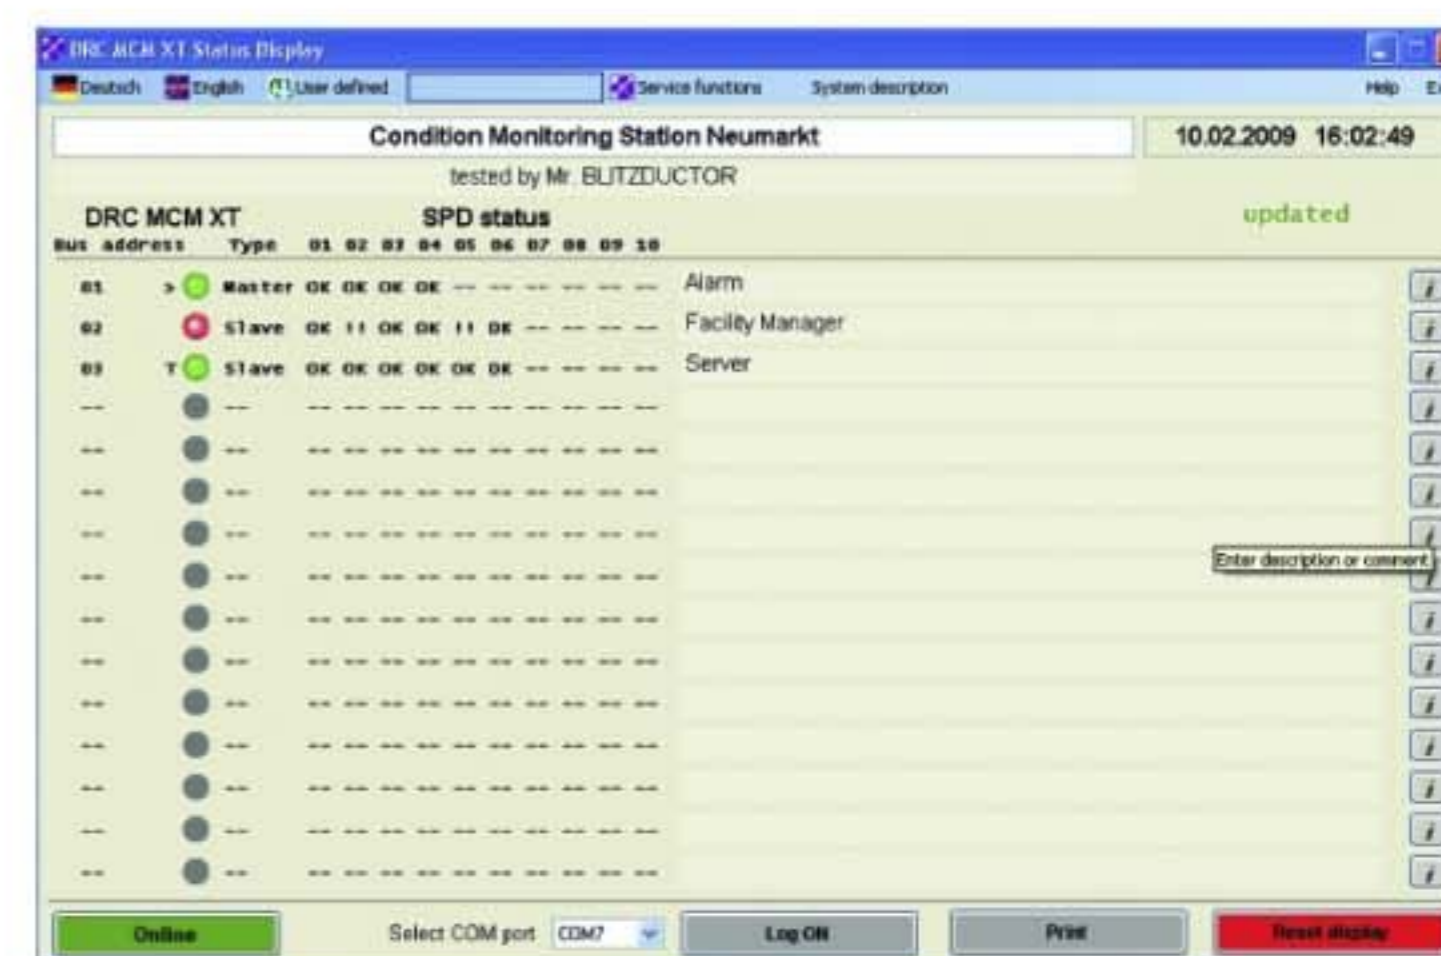 DRC MCM XT Status Display
Deutsch English User defined Service functions System description Help
Condition Monitoring Station Neumarkt 10.02.2009 16:02:49
tested by Mr. BLITZDUCTOR
DRC MCM XT SPD status updated
Bus address Type 01 02 03 04 05 06 07 08 09 10
01 > Master OK OK OK OK -- -- -- -- -- -- Alarm i
02 Slave OK !! OK OK !! OK -- -- -- -- Facility Manager i
03 T Slave OK OK OK OK OK OK -- -- -- -- Server i
-- -- -- -- -- -- -- -- -- -- -- -- i
-- -- -- -- -- -- -- -- -- -- -- -- i
-- -- -- -- -- -- -- -- -- -- -- -- i
-- -- -- -- -- -- -- -- -- -- -- -- i
Enter description or comment
-- -- -- -- -- -- -- -- -- -- -- -- i
-- -- -- -- -- -- -- -- -- -- -- -- i
-- -- -- -- -- -- -- -- -- -- -- -- i
-- -- -- -- -- -- -- -- -- -- -- -- i
-- -- -- -- -- -- -- -- -- -- -- -- i
-- -- -- -- -- -- -- -- -- -- -- -- i
-- -- -- -- -- -- -- -- -- -- -- -- i
-- -- -- -- -- -- -- -- -- -- -- -- i
Online Select COM port COM7 Log ON Print Reset display